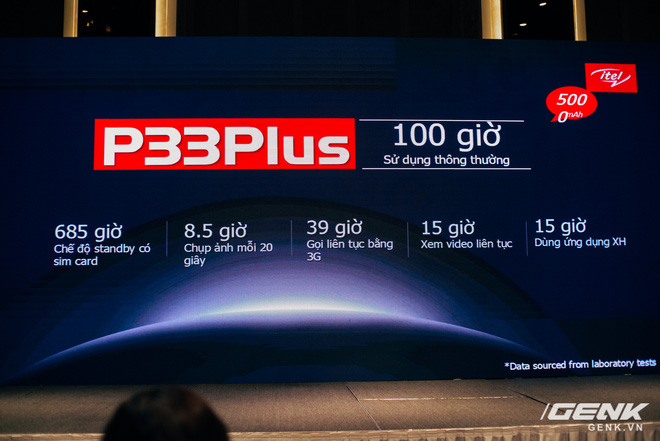 itel
500
0mAh
P33Plus
100 giờ
Sử dụng thông thường
685 giờ
Chế độ standby có
sim card
8.5 giờ
Chụp ảnh mỗi 20
giây
39 giờ
Gọi liên tục bằng
3G
15 giờ
Xem video liên tục
15 giờ
Dùng ứng dụng XH
*Data sourced from laboratory tests
GENK
GENK.VN